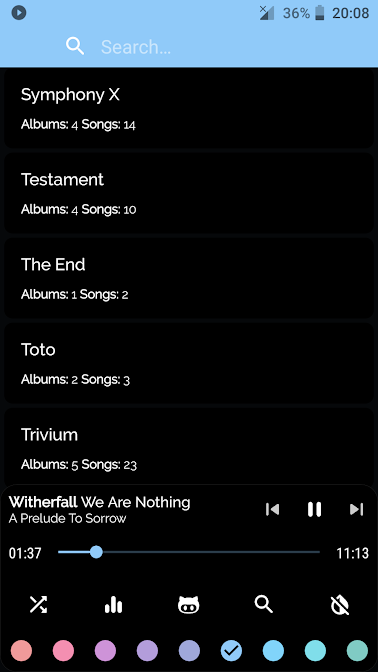 36% 20:08
Search...
Symphony X
Albums: 4 Songs: 14
Testament
Albums: 4 Songs: 10
The End
Albums: 1 Songs: 2
Toto
Albums: 2 Songs: 3
Trivium
Albums: 5 Songs: 23
Witherfall We Are Nothing
A Prelude To Sorrow
01:37 11:13